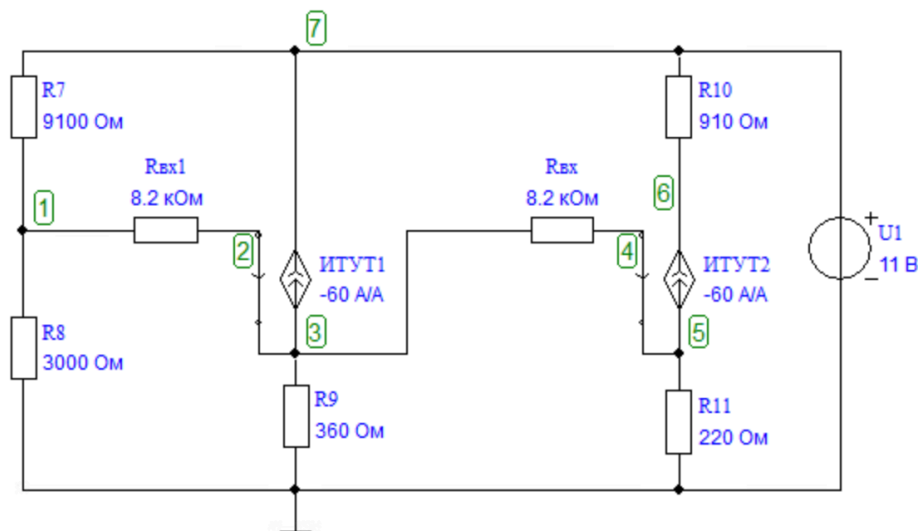 7
R7
9100 Ом
R10
910 Ом
Rвх1
8.2 кОм
Rвх
8.2 кОм
1
2
6
4
U1
11 В
ИТУТ1
-60 А/А
ИТУТ2
-60 А/А
3
5
R8
3000 Ом
R9
360 Ом
R11
220 Ом